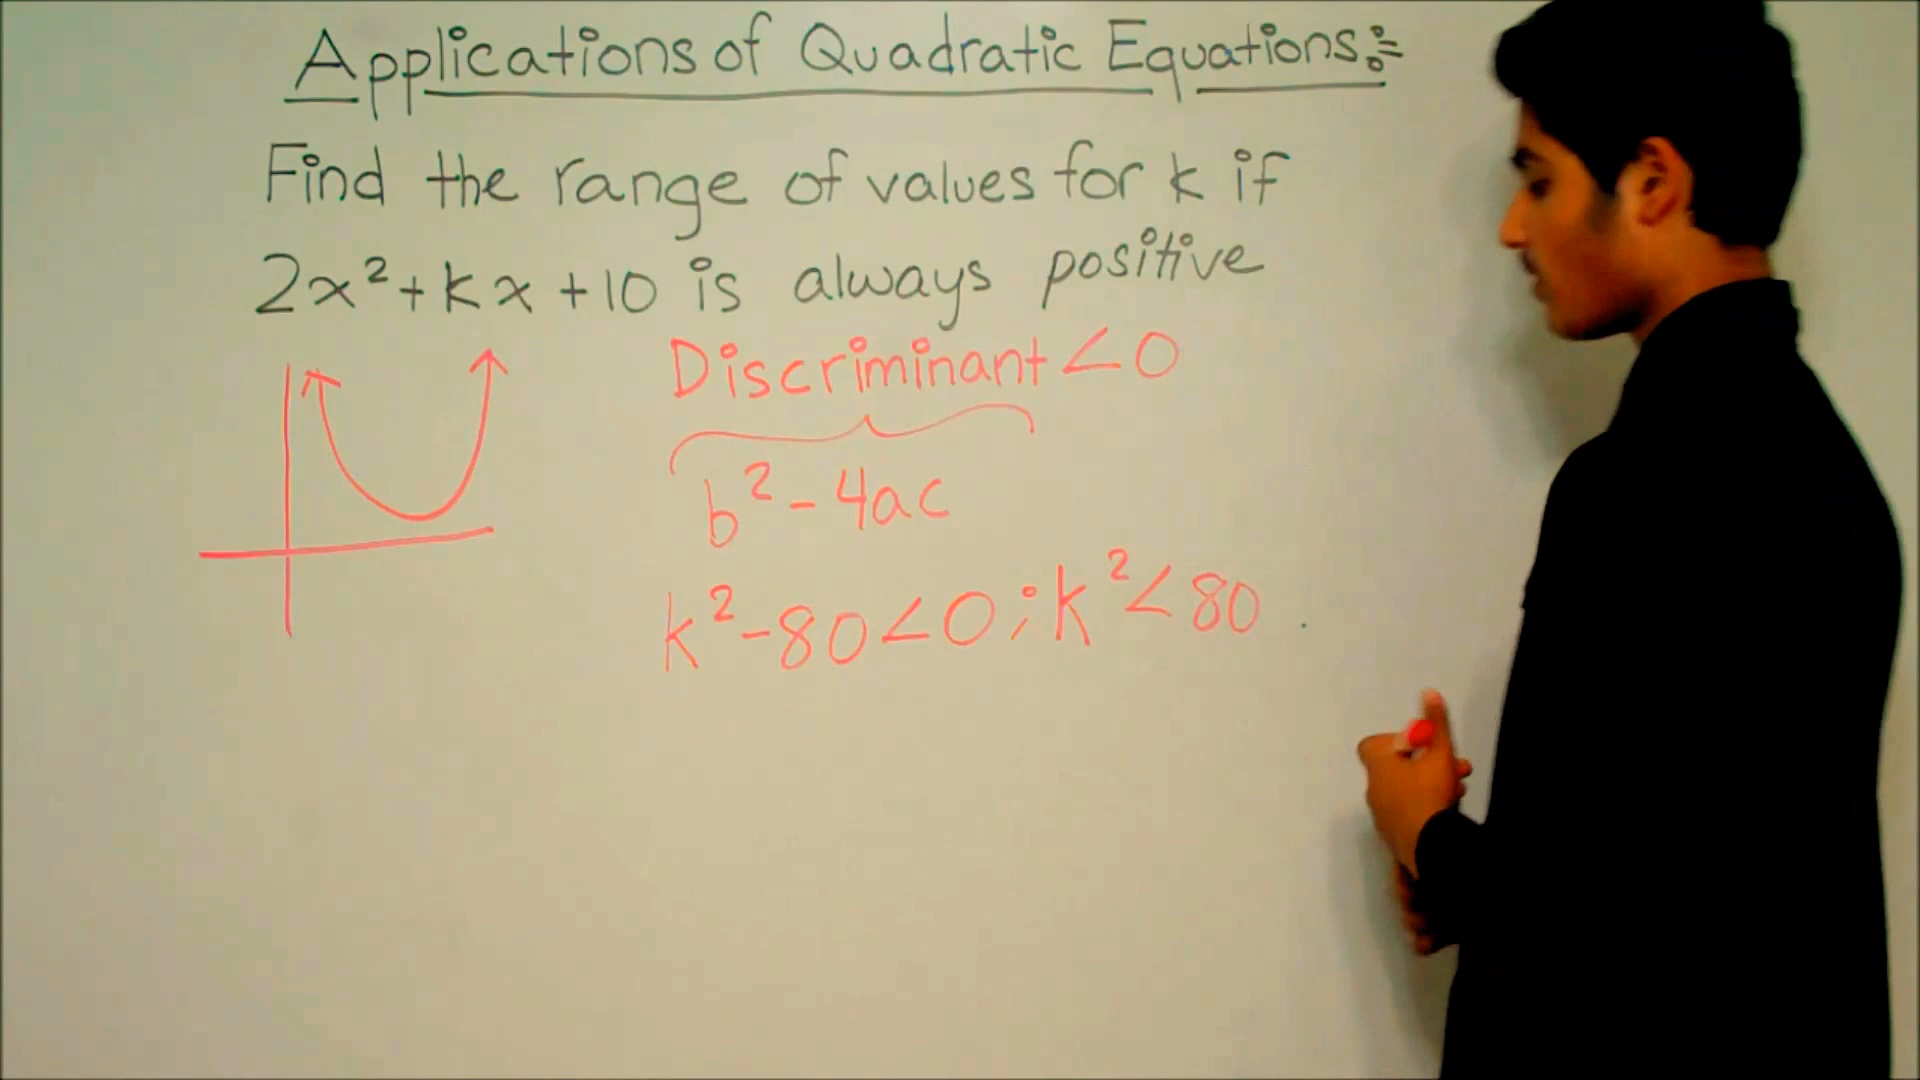 Applications of Quadratic Equations:
Find the range of values for k if
2x² + kx + 10 is always positive
Discriminant < 0
b² - 4ac
k² - 80 < 0 ; k² < 80